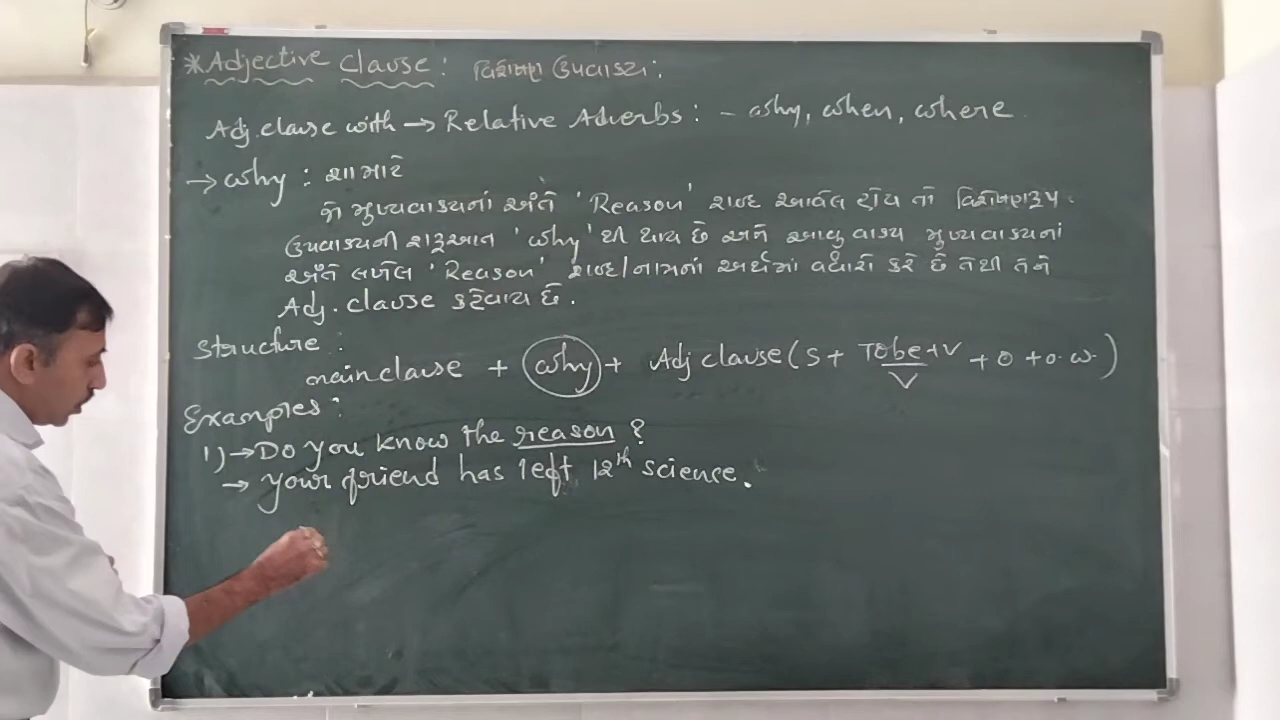 *Adjective Clause: વિશેષણ ઉપવાક્ય:
Adj. clause with → Relative Adverbs: - why, when, where
→ why: શા માટે
જે મુખ્યવાક્યનાં અંતે 'Reason' શબ્દ આવેલ હોય તો વિશેષણરૂપ
ઉપવાક્યની શરૂઆત 'why' થી થાય છે અને આવુ વાક્ય મુખ્યવાક્યનાં
અંતે લખેલ 'Reason' શબ્દ/નામનાં અર્થમાં વધારો કરે છે તેથી તેને
Adj. clause કહેવાય છે.
Structure:
main clause + why + Adj clause (S + Tobe+V / V + O + o.w.)
Examples:
1) → Do you know the reason ?
→ your friend has left 12th science.